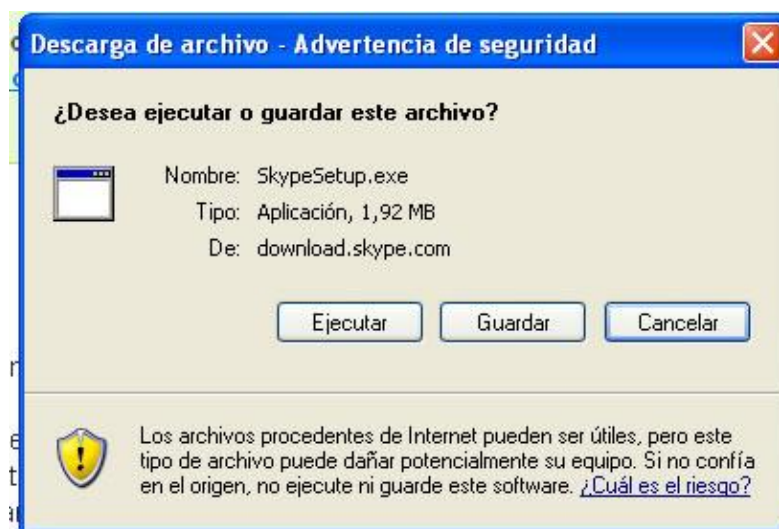 Descarga de archivo - Advertencia de seguridad
¿Desea ejecutar o guardar este archivo?
Nombre: SkypeSetup.exe
Tipo: Aplicación, 1,92 MB
De: download.skype.com
Ejecutar Guardar Cancelar
Los archivos procedentes de Internet pueden ser útiles, pero este
tipo de archivo puede dañar potencialmente su equipo. Si no confía
en el origen, no ejecute ni guarde este software. ¿Cuál es el riesgo?